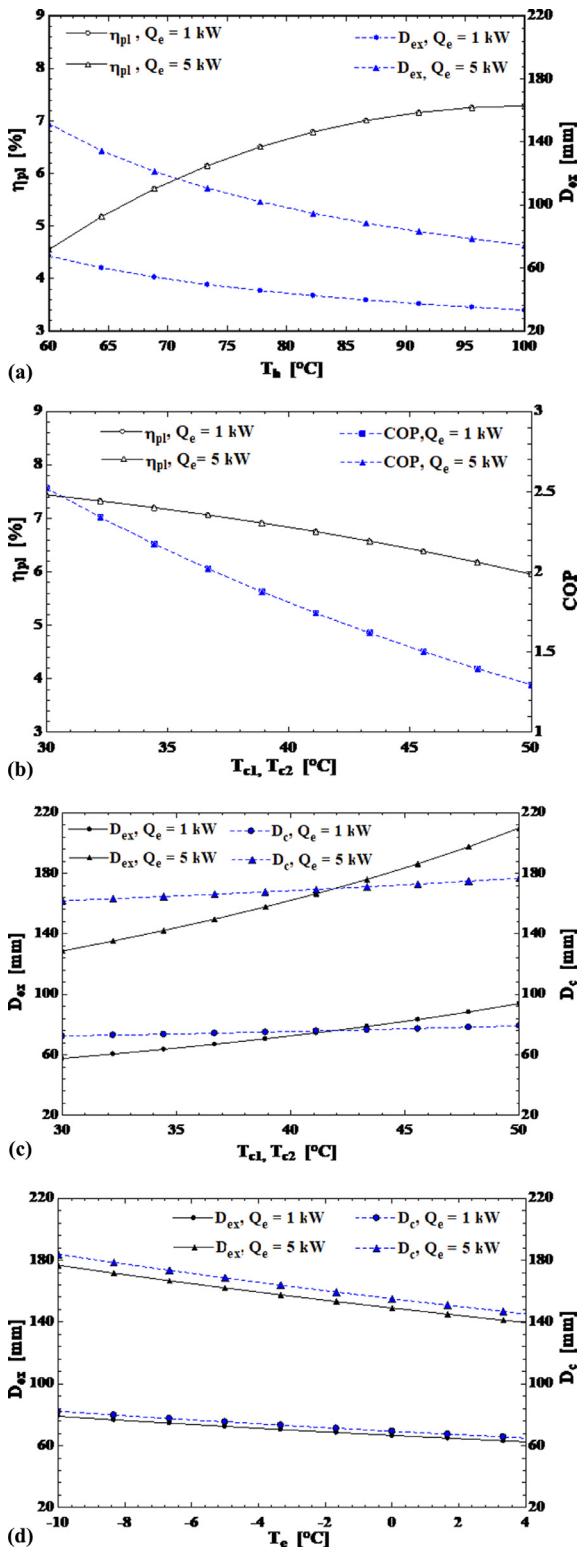 9
8
7
6
5
4
3
η_pl [%]
220
180
140
100
60
20
D_ex [mm]
η_pl , Q_e = 1 kW
η_pl , Q_e = 5 kW
D_ex, Q_e = 1 kW
D_ex, Q_e = 5 kW
60 65 70 75 80 85 90 95 100
T_h [°C]
(a)
9
8
7
6
5
4
3
η_pl [%]
3
2.5
2
1.5
1
COP
η_pl, Q_e = 1 kW
η_pl, Q_e = 5 kW
COP,Q_e = 1 kW
COP, Q_e = 5 kW
30 35 40 45 50
T_c1, T_c2 [°C]
(b)
220
180
140
100
60
20
D_ex [mm]
220
180
140
100
60
20
D_c [mm]
D_ex, Q_e = 1 kW
D_ex, Q_e = 5 kW
D_c, Q_e = 1 kW
D_c, Q_e = 5 kW
30 35 40 45 50
T_c1, T_c2 [°C]
(c)
220
180
140
100
60
20
D_ex [mm]
220
180
140
100
60
20
D_c [mm]
D_ex, Q_e = 1 kW
D_ex, Q_e = 5 kW
D_c, Q_e = 1 kW
D_c, Q_e = 5 kW
-10 -8 -6 -4 -2 0 2 4
T_e [°C]
(d)